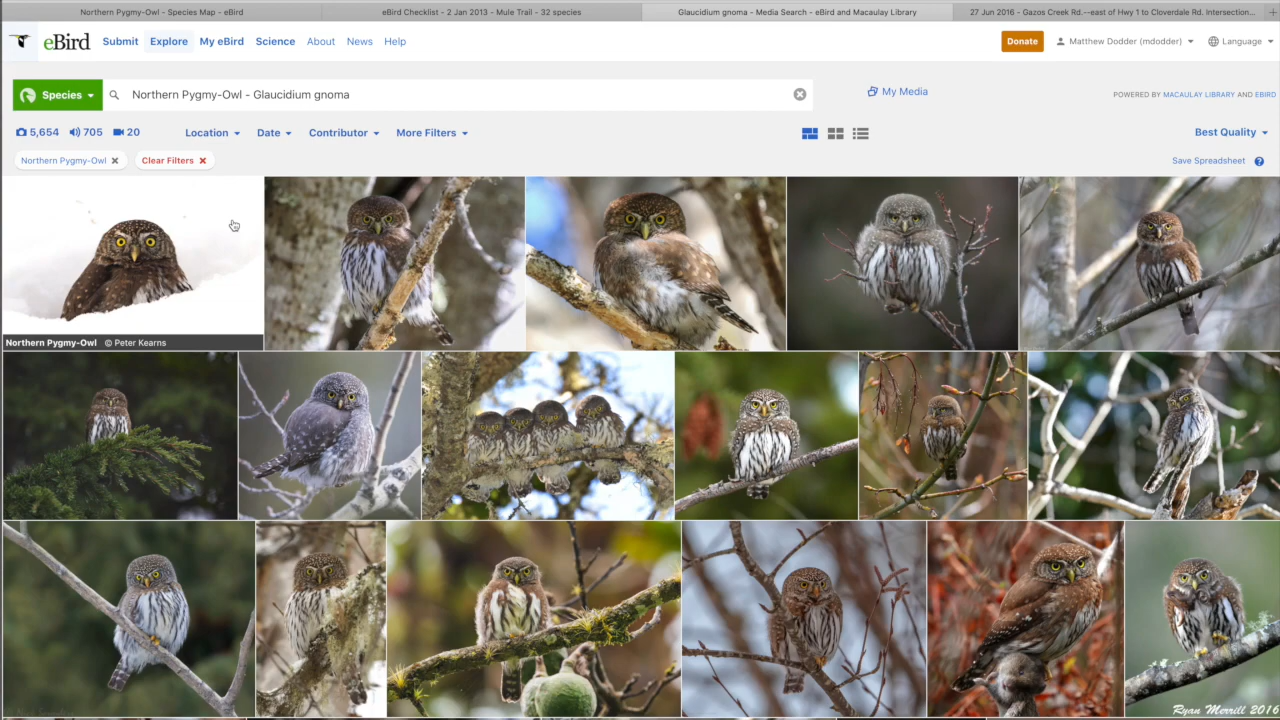 Northern Pygmy-Owl - Species Map - eBird
eBird Checklist - 2 Jan 2013 - Mule Trail - 32 species
Glaucidium gnoma - Media Search - eBird and Macaulay Library
27 Jun 2016 - Gazos Creek Rd.--east of Hwy 1 to Cloverdale Rd. Intersection...
eBird Submit Explore My eBird Science About News Help Donate Matthew Dodder (mdodder) Language
Species Northern Pygmy-Owl - Glaucidium gnoma My Media POWERED BY MACAULAY LIBRARY AND EBIRD
5,654 705 20 Location Date Contributor More Filters Best Quality
Northern Pygmy-Owl Clear Filters Save Spreadsheet ?
Northern Pygmy-Owl © Peter Kearns
Ryan Merrill 2016